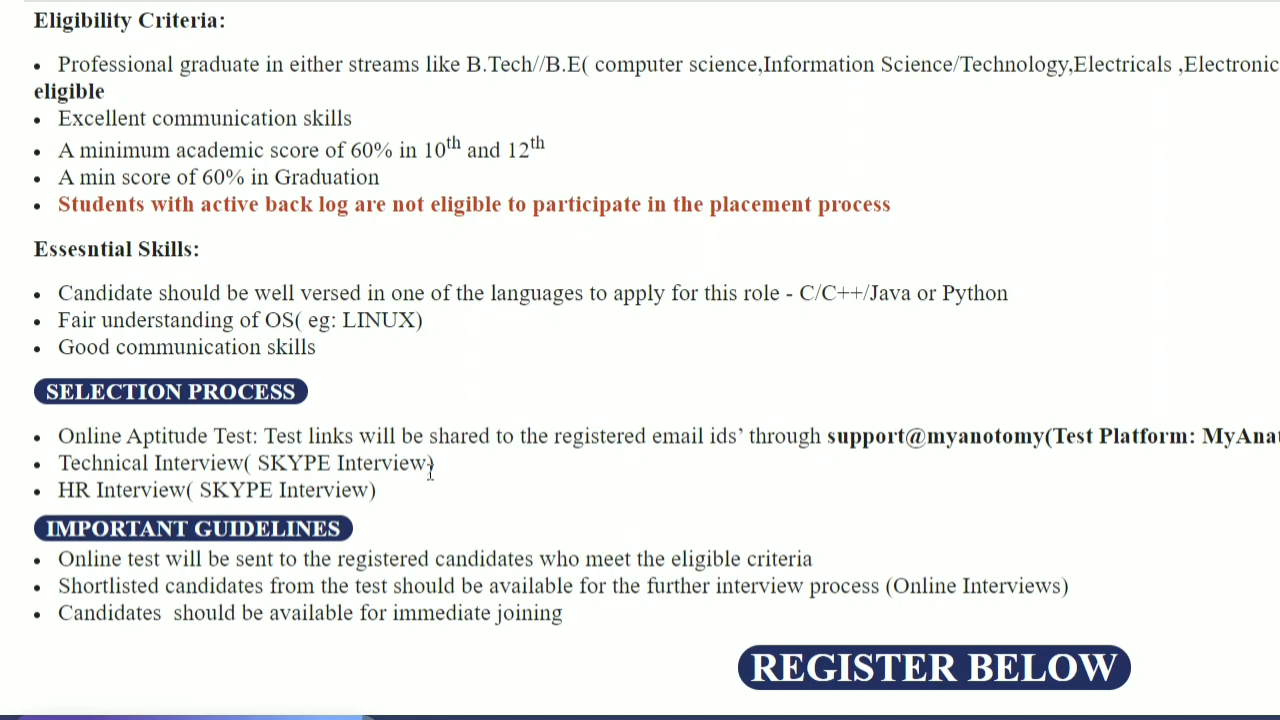 Eligibility Criteria:
• Professional graduate in either streams like B.Tech//B.E( computer science,Information Science/Technology,Electricals ,Electronic
eligible
• Excellent communication skills
• A minimum academic score of 60% in 10th and 12th
• A min score of 60% in Graduation
• Students with active back log are not eligible to participate in the placement process
Essesntial Skills:
• Candidate should be well versed in one of the languages to apply for this role - C/C++/Java or Python
• Fair understanding of OS( eg: LINUX)
• Good communication skills
SELECTION PROCESS
• Online Aptitude Test: Test links will be shared to the registered email ids’ through support@myanotomy(Test Platform: MyAnat
• Technical Interview( SKYPE Interview)
• HR Interview( SKYPE Interview)
IMPORTANT GUIDELINES
• Online test will be sent to the registered candidates who meet the eligible criteria
• Shortlisted candidates from the test should be available for the further interview process (Online Interviews)
• Candidates  should be available for immediate joining
REGISTER BELOW